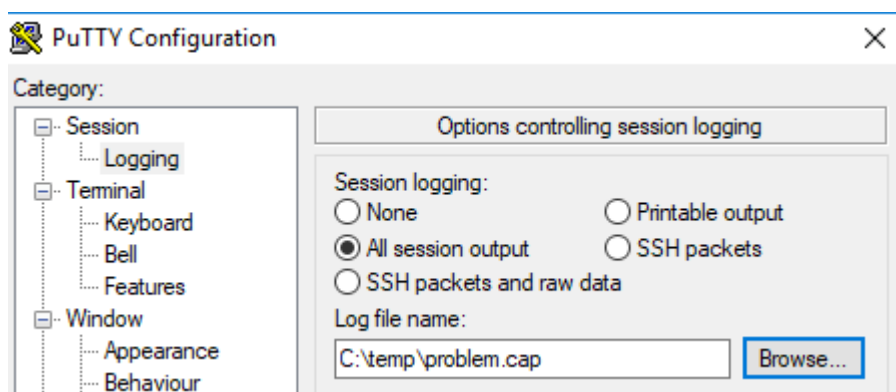 PuTTY Configuration
Category:
Session
Logging
Terminal
Keyboard
Bell
Features
Window
Appearance
Behaviour
Options controlling session logging
Session logging:
None
Printable output
All session output
SSH packets
SSH packets and raw data
Log file name:
C:\temp\problem.cap
Browse...